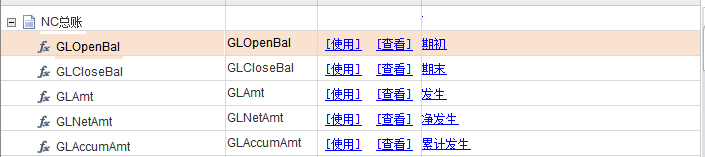 NC总账
GLOpenBal GLOpenBal [使用] [查看] 期初
GLCloseBal GLCloseBal [使用] [查看] 期末
GLAmt GLAmt [使用] [查看] 发生
GLNetAmt GLNetAmt [使用] [查看] 净发生
GLAccumAmt GLAccumAmt [使用] [查看] 累计发生